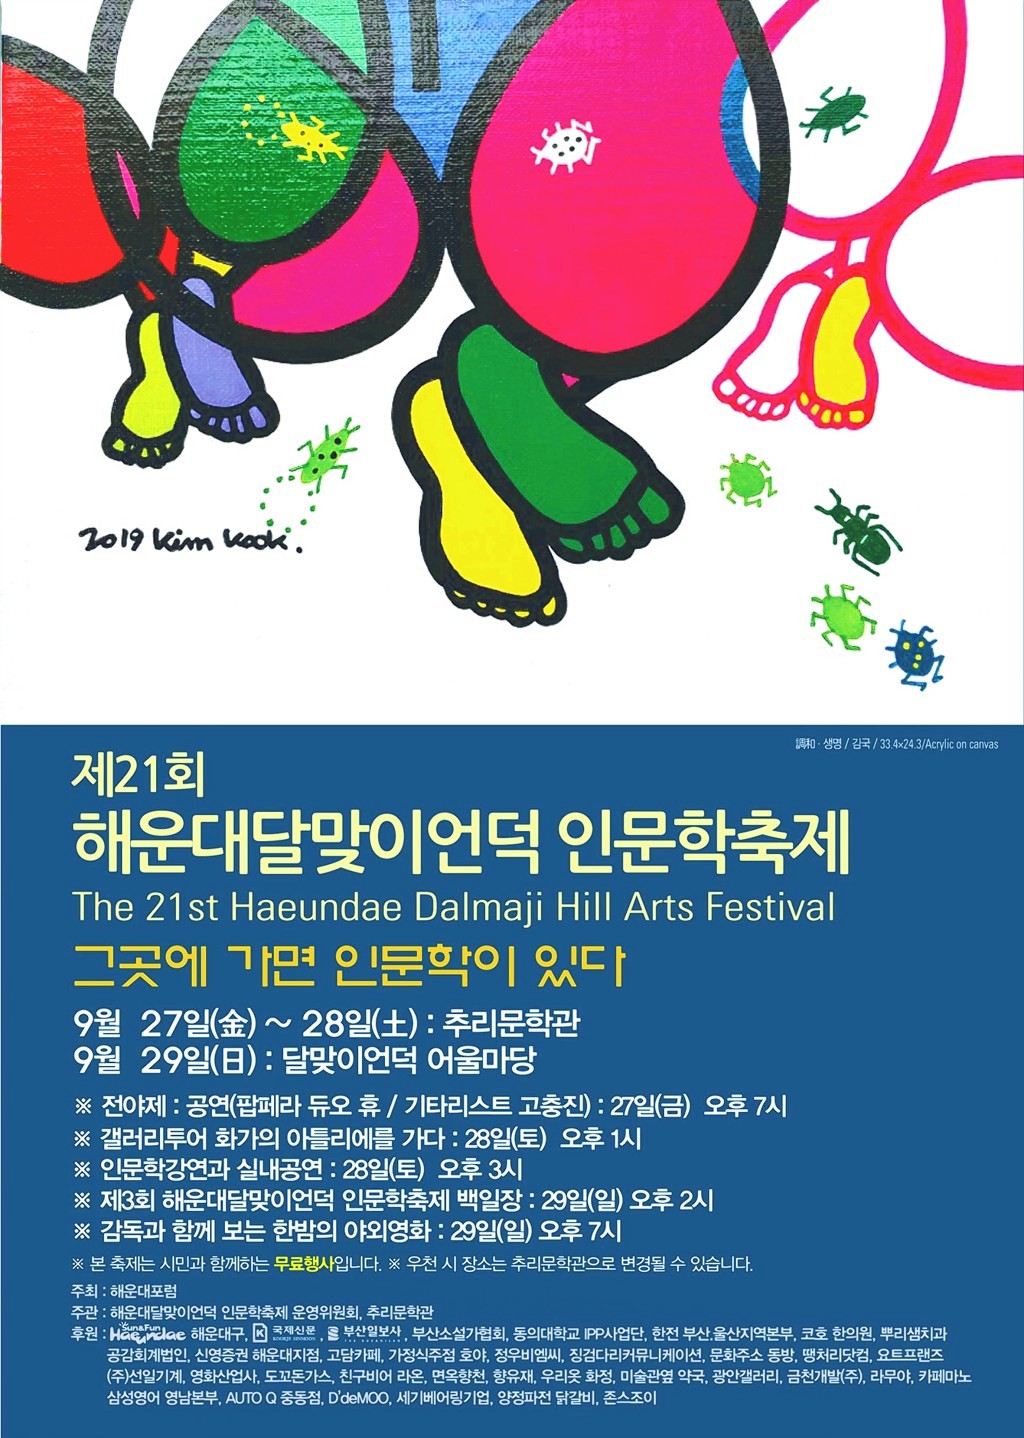 2019 Kim Kook.
調和 · 생명 / 김국 / 33.4×24.3/Acrylic on canvas
제21회
해운대달맞이언덕 인문학축제
The 21st Haeundae Dalmaji Hill Arts Festival
그곳에 가면 인문학이 있다
9월 27일(金) ~ 28일(土) : 추리문학관
9월 29일(日) : 달맞이언덕 어울마당
※ 전야제 : 공연(팝페라 듀오 휴 / 기타리스트 고충진) : 27일(금) 오후 7시
※ 갤러리투어 화가의 아틀리에를 가다 : 28일(토) 오후 1시
※ 인문학강연과 실내공연 : 28일(토) 오후 3시
※ 제3회 해운대달맞이언덕 인문학축제 백일장 : 29일(일) 오후 2시
※ 감독과 함께 보는 한밤의 야외영화 : 29일(일) 오후 7시
※ 본 축제는 시민과 함께하는 무료행사입니다. ※ 우천 시 장소는 추리문학관으로 변경될 수 있습니다.
주최 : 해운대포럼
주관 : 해운대달맞이언덕 인문학축제 운영위원회, 추리문학관
후원 : Sun&Fun Haeundae 해운대구, 국제신문, 부산일보사, 부산소설가협회, 동의대학교 IPP사업단, 한전 부산.울산지역본부, 코호 한의원, 뿌리샘치과
공감회계법인, 신영증권 해운대지점, 고담카페, 가정식주점 호야, 정우비엠씨, 징검다리커뮤니케이션, 문화주소 동방, 땡처리닷컴, 요트프랜즈
(주)선일기계, 영화산업사, 도꼬돈가스, 친구비어 라온, 면옥향천, 향유재, 우리옷 화정, 미술관옆 약국, 광안갤러리, 금천개발(주), 라무야, 카페마노
삼성영어 영남본부, AUTO Q 중동점, D'deMOO, 세기베어링기업, 양정파전 닭갈비, 존스조이